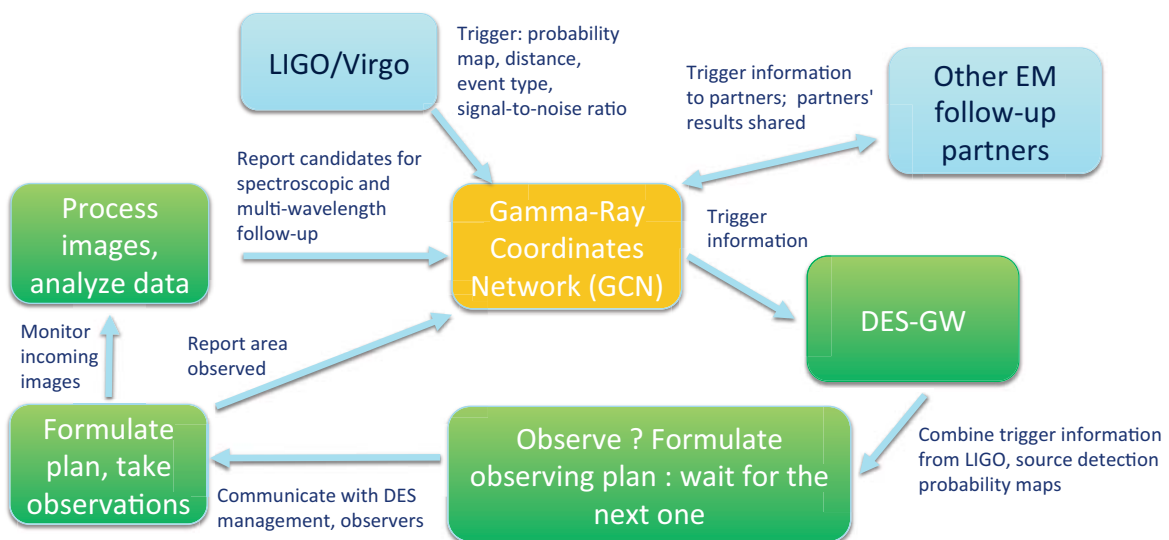 LIGO/Virgo
Trigger: probability
map, distance,
event type,
signal-to-noise ratio
Trigger information
to partners;  partners'
results shared
Other EM
follow-up
partners
Report candidates for
spectroscopic and
multi-wavelength
follow-up
Process
images,
analyze data
Gamma-Ray
Coordinates
Network (GCN)
Trigger
information
DES-GW
Monitor
incoming
images
Report area
observed
Formulate
plan, take
observations
Communicate with DES
management, observers
Observe ? Formulate
observing plan : wait for the
next one
Combine trigger information
from LIGO, source detection
probability maps